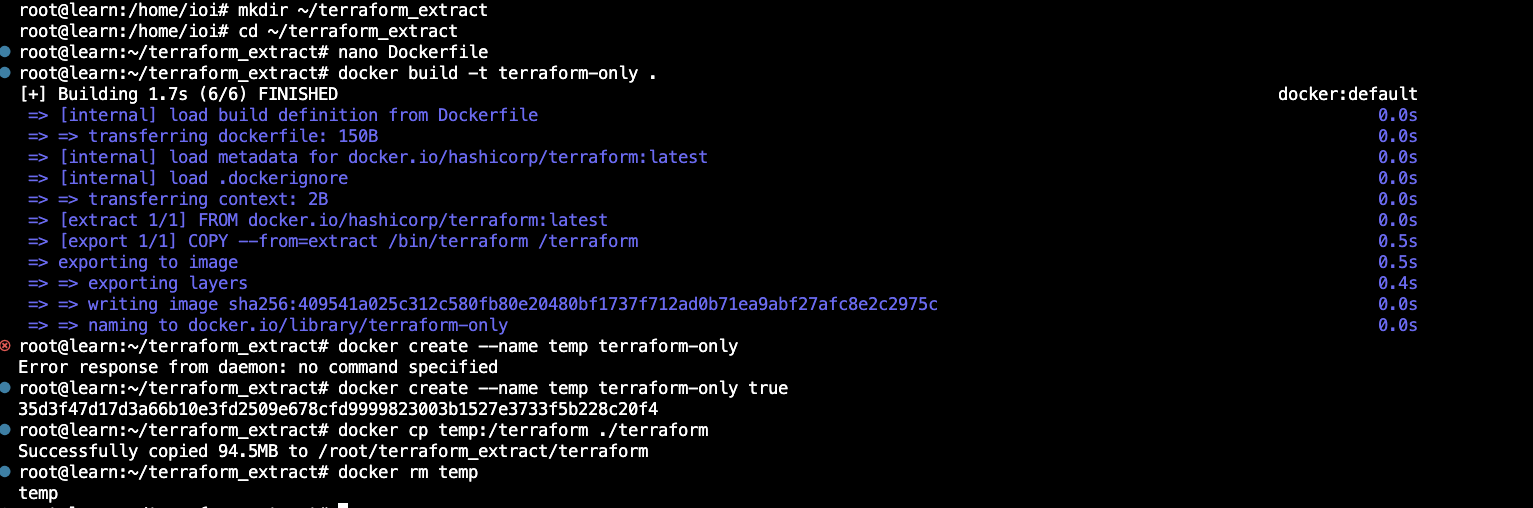 root@learn:/home/ioi# mkdir ~/terraform_extract
root@learn:/home/ioi# cd ~/terraform_extract
root@learn:~/terraform_extract# nano Dockerfile
root@learn:~/terraform_extract# docker build -t terraform-only .
[+] Building 1.7s (6/6) FINISHED docker:default
=> [internal] load build definition from Dockerfile 0.0s
=> => transferring dockerfile: 150B 0.0s
=> [internal] load metadata for docker.io/hashicorp/terraform:latest 0.0s
=> [internal] load .dockerignore 0.0s
=> => transferring context: 2B 0.0s
=> [extract 1/1] FROM docker.io/hashicorp/terraform:latest 0.0s
=> [export 1/1] COPY --from=extract /bin/terraform /terraform 0.5s
=> exporting to image 0.5s
=> => exporting layers 0.4s
=> => writing image sha256:409541a025c312c580fb80e20480bf1737f712ad0b71ea9abf27afc8e2c2975c 0.0s
=> => naming to docker.io/library/terraform-only 0.0s
root@learn:~/terraform_extract# docker create --name temp terraform-only
Error response from daemon: no command specified
root@learn:~/terraform_extract# docker create --name temp terraform-only true
35d3f47d17d3a66b10e3fd2509e678cfd9999823003b1527e3733f5b228c20f4
root@learn:~/terraform_extract# docker cp temp:/terraform ./terraform
Successfully copied 94.5MB to /root/terraform_extract/terraform
root@learn:~/terraform_extract# docker rm temp
temp
root@learn:~/terraform_extract#